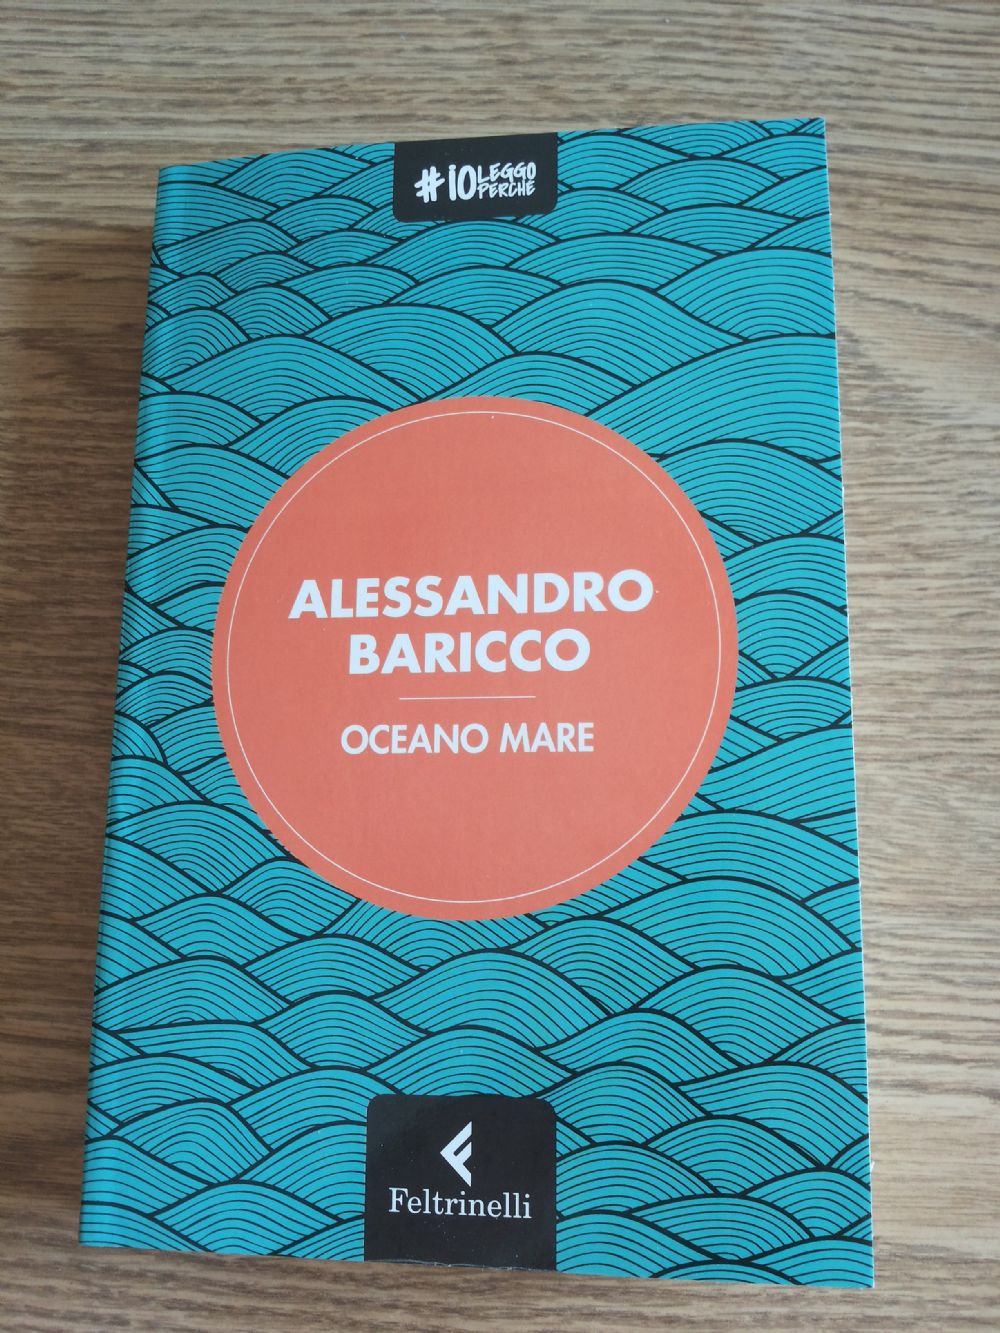 #IO LEGGO
PERCHÉ
ALESSANDRO
BARICCO
OCEANO MARE
Feltrinelli